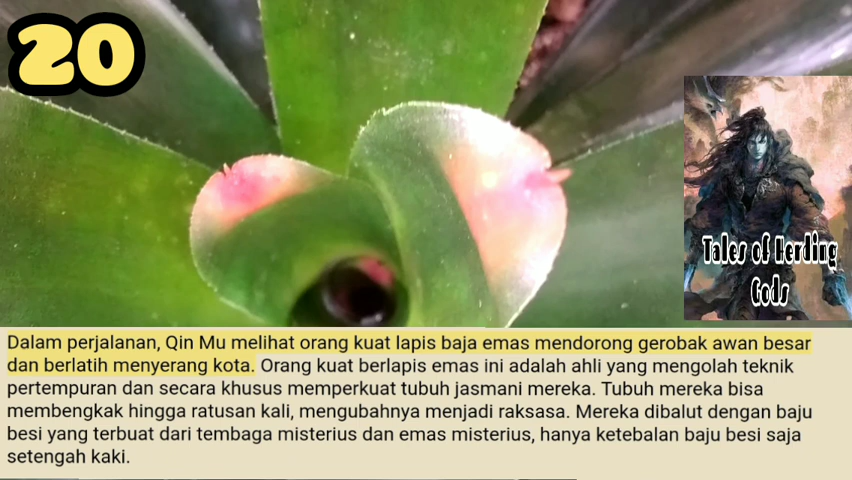 20
Tales of Herding
Gods
Dalam perjalanan, Qin Mu melihat orang kuat lapis baja emas mendorong gerobak awan besar
dan berlatih menyerang kota. Orang kuat berlapis emas ini adalah ahli yang mengolah teknik
pertempuran dan secara khusus memperkuat tubuh jasmani mereka. Tubuh mereka bisa
membengkak hingga ratusan kali, mengubahnya menjadi raksasa. Mereka dibalut dengan baju
besi yang terbuat dari tembaga misterius dan emas misterius, hanya ketebalan baju besi saja
setengah kaki.